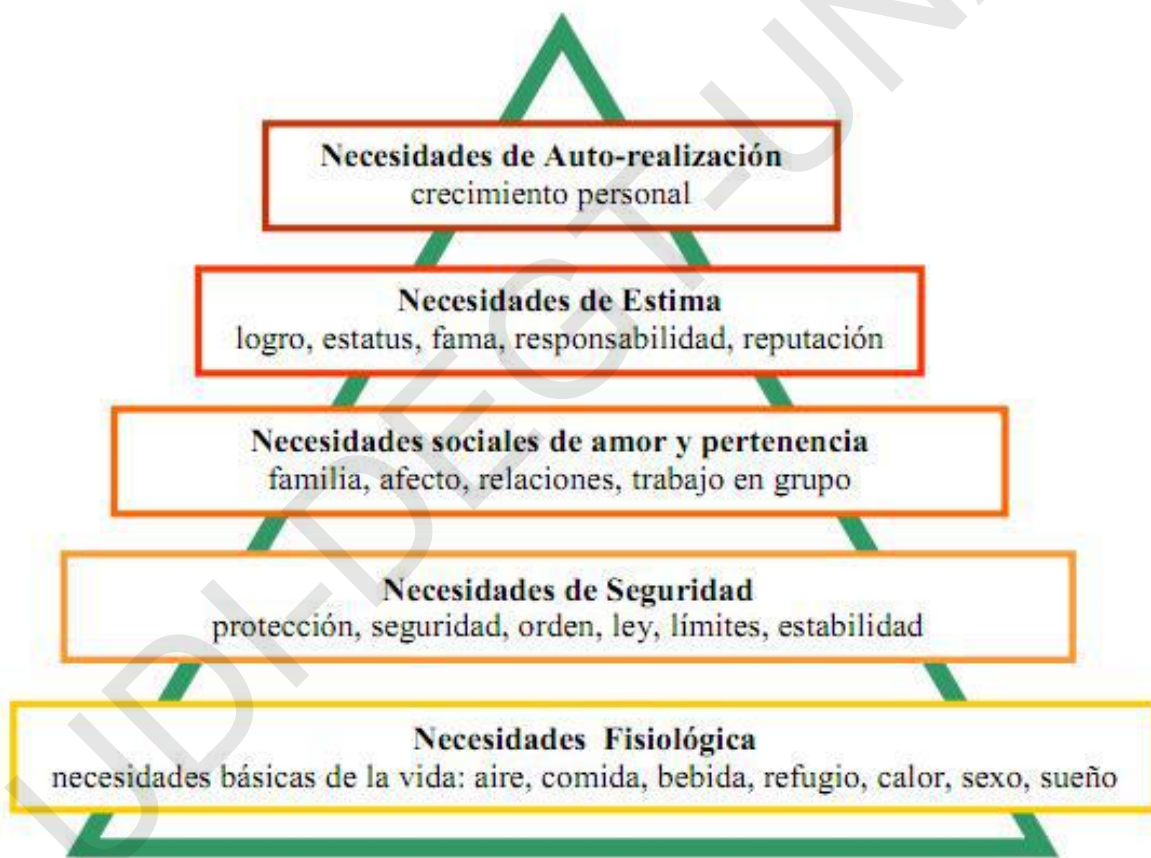 Necesidades de Auto-realización
crecimiento personal
Necesidades de Estima
logro, estatus, fama, responsabilidad, reputación
Necesidades sociales de amor y pertenencia
familia, afecto, relaciones, trabajo en grupo
Necesidades de Seguridad
protección, seguridad, orden, ley, límites, estabilidad
Necesidades Fisiológica
necesidades básicas de la vida: aire, comida, bebida, refugio, calor, sexo, sueño